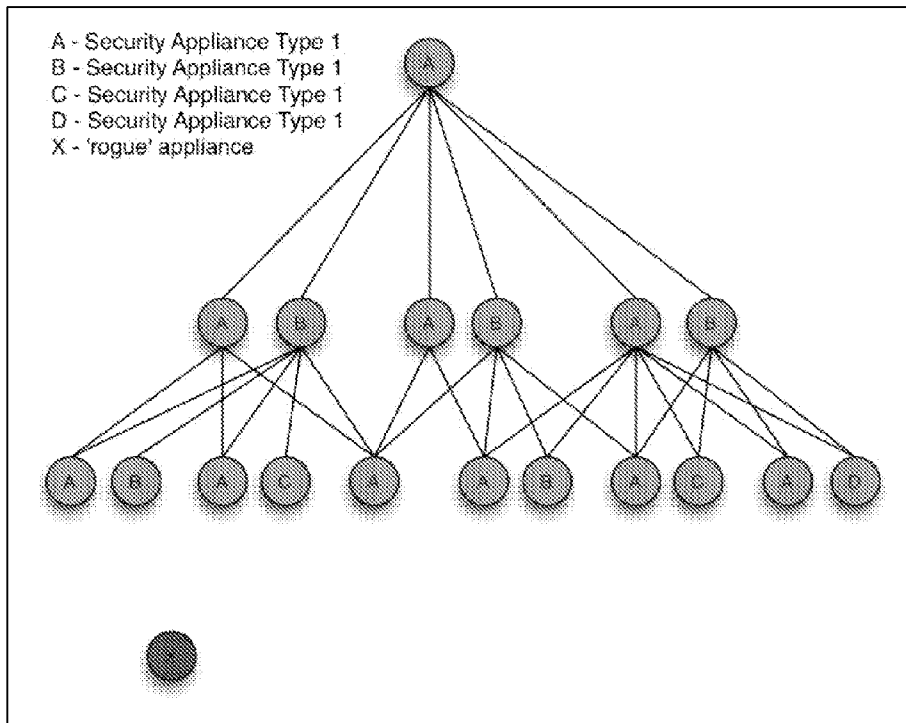 A - Security Appliance Type 1
B - Security Appliance Type 1
C - Security Appliance Type 1
D - Security Appliance Type 1
X - 'rogue' appliance
A
A B A B A B
A B A C A A B A C A D
X